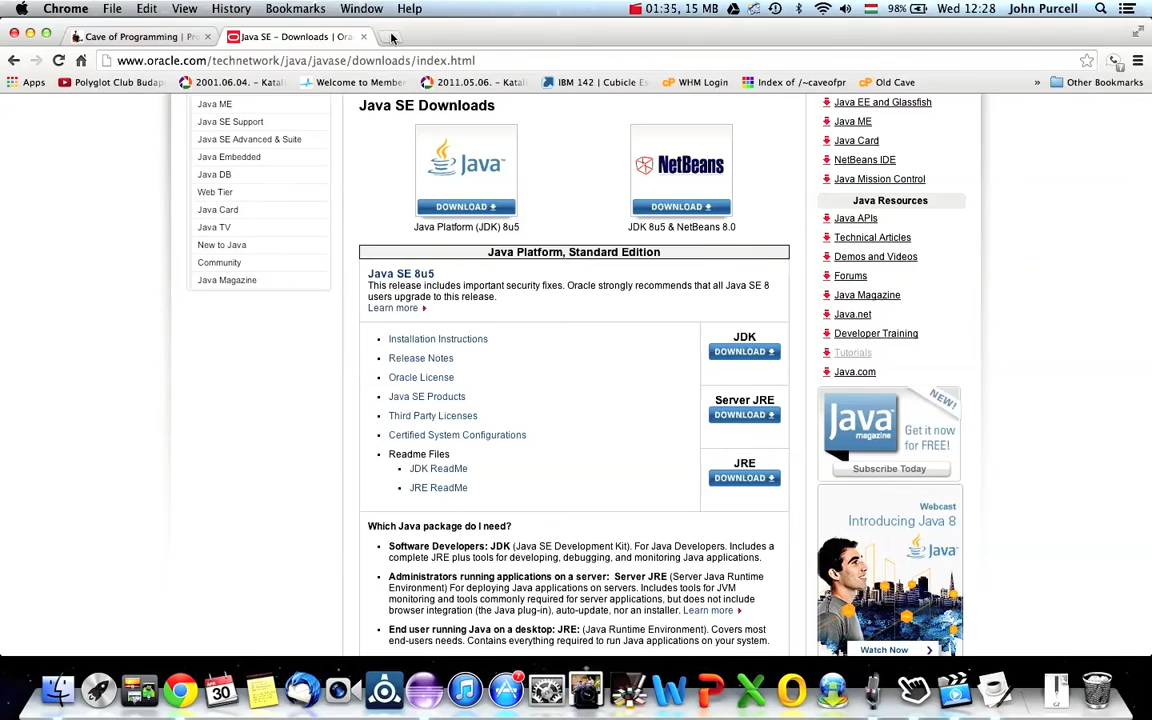 Chrome File Edit View History Bookmarks Window Help 01:35, 15 MB 98% Wed 12:28 John Purcell
Cave of Programming | Pr Java SE - Downloads | Ora
www.oracle.com/technetwork/java/javase/downloads/index.html
Apps Polyglot Club Budap 2001.06.04. - Katali Welcome to Member 2011.05.06. - Katali IBM 142 | Cubicle E WHM Login Index of /caveofpr Old Cave » Other Bookmarks
Java ME
Java SE Support
Java SE Advanced & Suite
Java Embedded
Java DB
Web Tier
Java Card
Java TV
New to Java
Community
Java Magazine
Java SE Downloads
Java
DOWNLOAD
Java Platform (JDK) 8u5
NetBeans
DOWNLOAD
JDK 8u5 & NetBeans 8.0
Java Platform, Standard Edition
Java SE 8u5
This release includes important security fixes. Oracle strongly recommends that all Java SE 8
users upgrade to this release.
Learn more
Installation Instructions
Release Notes
Oracle License
Java SE Products
Third Party Licenses
Certified System Configurations
Readme Files
JDK ReadMe
JRE ReadMe
JDK
DOWNLOAD
Server JRE
DOWNLOAD
JRE
DOWNLOAD
Which Java package do I need?
Software Developers: JDK (Java SE Development Kit). For Java Developers. Includes a
complete JRE plus tools for developing, debugging, and monitoring Java applications.
Administrators running applications on a server: Server JRE (Server Java Runtime
Environment) For deploying Java applications on servers. Includes tools for JVM
monitoring and tools commonly required for server applications, but does not include
browser integration (the Java plug-in), auto-update, nor an installer. Learn more
End user running Java on a desktop: JRE: (Java Runtime Environment). Covers most
end-users needs. Contains everything required to run Java applications on your system.
Java EE and Glassfish
Java ME
Java Card
NetBeans IDE
Java Mission Control
Java Resources
Java APIs
Technical Articles
Demos and Videos
Forums
Java Magazine
Java.net
Developer Training
Tutorials
Java.com
NEW!
Java
magazine
Get it now
for FREE!
Subscribe Today
Webcast
Introducing Java 8
Java
Watch Now